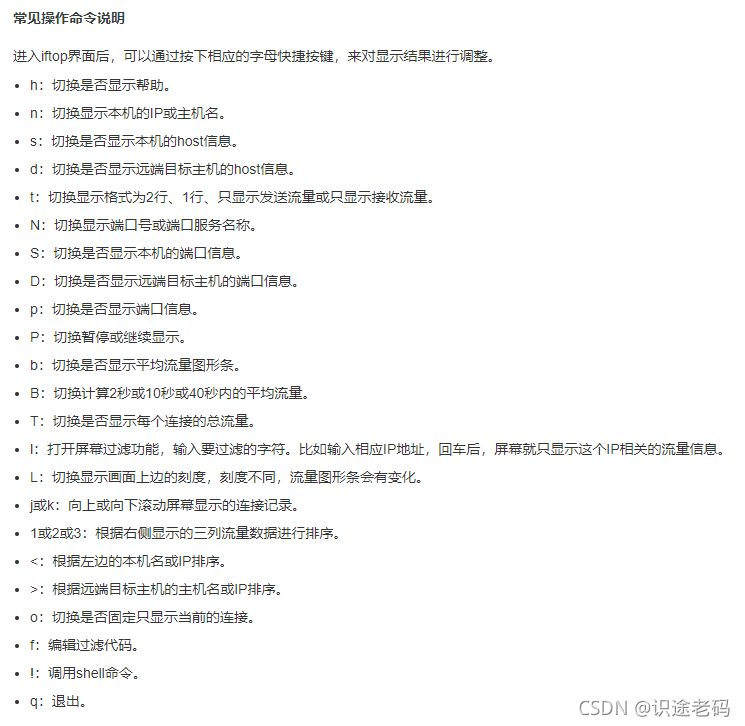 常见操作命令说明
进入iftop界面后，可以通过按下相应的字母快捷按键，来对显示结果进行调整。
• h：切换是否显示帮助。
• n：切换显示本机的IP或主机名。
• s：切换是否显示本机的host信息。
• d：切换是否显示远端目标主机的host信息。
• t：切换显示格式为2行、1行、只显示发送流量或只显示接收流量。
• N：切换显示端口号或端口服务名称。
• S：切换是否显示本机的端口信息。
• D：切换是否显示远端目标主机的端口信息。
• p：切换是否显示端口信息。
• P：切换暂停或继续显示。
• b：切换是否显示平均流量图形条。
• B：切换计算2秒或10秒或40秒内的平均流量。
• T：切换是否显示每个连接的总流量。
• l：打开屏幕过滤功能，输入要过滤的字符。比如输入相应IP地址，回车后，屏幕就只显示这个IP相关的流量信息。
• L：切换显示画面上边的刻度，刻度不同，流量图形条会有变化。
• j或k：向上或向下滚动屏幕显示的连接记录。
• 1或2或3：根据右侧显示的三列流量数据进行排序。
• <：根据左边的本机名或IP排序。
• >：根据远端目标主机的主机名或IP排序。
• o：切换是否固定只显示当前的连接。
• f：编辑过滤代码。
• !：调用shell命令。
• q：退出。
CSDN @识途老码